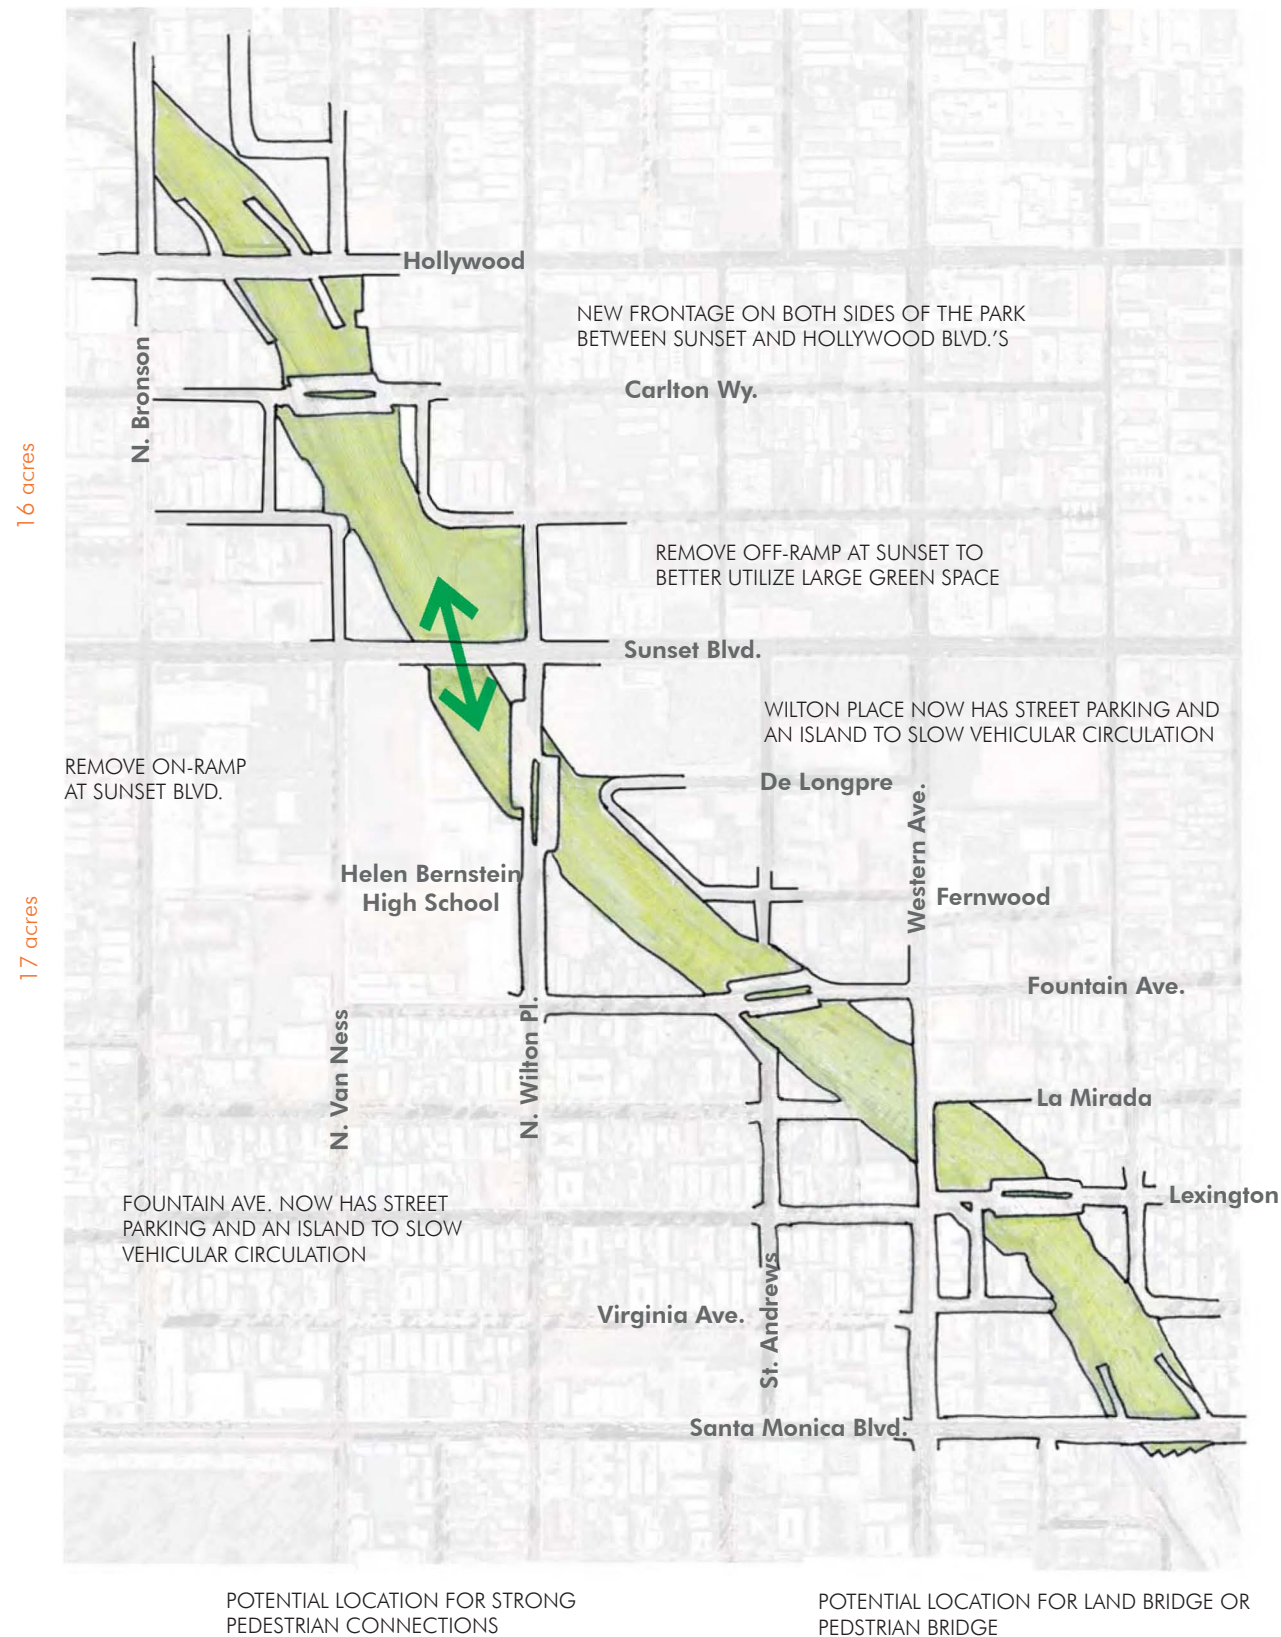 Hollywood
NEW FRONTAGE ON BOTH SIDES OF THE PARK
BETWEEN SUNSET AND HOLLYWOOD BLVD.'S
N. Bronson
Carlton Wy.
16 acres
REMOVE OFF-RAMP AT SUNSET TO
BETTER UTILIZE LARGE GREEN SPACE
Sunset Blvd.
WILTON PLACE NOW HAS STREET PARKING AND
AN ISLAND TO SLOW VEHICULAR CIRCULATION
REMOVE ON-RAMP
AT SUNSET BLVD.
De Longpre
Western Ave.
Helen Bernstein
High School
Fernwood
17 acres
Fountain Ave.
N. Van Ness
N. Wilton Pl.
La Mirada
Lexington
FOUNTAIN AVE. NOW HAS STREET
PARKING AND AN ISLAND TO SLOW
VEHICULAR CIRCULATION
St. Andrews
Virginia Ave.
Santa Monica Blvd.
POTENTIAL LOCATION FOR STRONG
PEDESTRIAN CONNECTIONS
POTENTIAL LOCATION FOR LAND BRIDGE OR
PEDSTRIAN BRIDGE